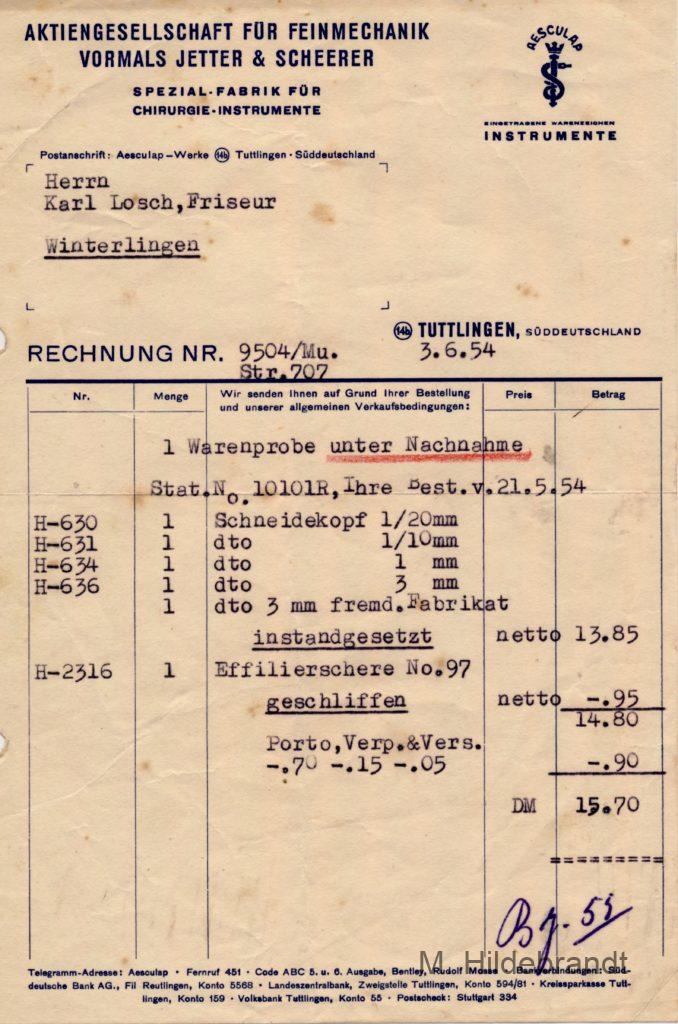 AKTIENGESELLSCHAFT FÜR FEINMECHANIK
VORMALS JETTER & SCHEERER
SPEZIAL-FABRIK FÜR
CHIRURGIE-INSTRUMENTE
AESCULAP
EINGETRAGENE WARENZEICHEN
INSTRUMENTE
Postanschrift: Aesculap-Werke 14b Tuttlingen · Süddeutschland
Herrn
Karl Losch,Friseur
Winterlingen
14b TUTTLINGEN, SÜDDEUTSCHLAND
RECHNUNG NR. 9504/Mu. 3.6.54
Str.707
Nr. Menge Wir senden Ihnen auf Grund Ihrer Bestellung und unserer allgemeinen Verkaufsbedingungen: Preis Betrag
1 Warenprobe unter Nachnahme
Stat.No.10101R,Ihre Best.v.21.5.54
H-630 1 Schneidekopf 1/20mm
H-631 1 dto 1/10mm
H-634 1 dto 1 mm
H-636 1 dto 3 mm
1 dto 3 mm fremd.Fabrikat
instandgesetzt netto 13.85
H-2316 1 Effilierschere No.97
geschliffen netto -.95
14.80
Porto,Verp.&Vers.
-.70 -.15 -.05 -.90
DM 15.70
===========
M. Hildebrandt
Telegramm-Adresse: Aesculap · Fernruf 451 · Code ABC 5. u. 6. Ausgabe, Bentley, Rudolf Mosse · Bankverbindungen: Süd-
deutsche Bank AG., Fil Reutlingen, Konto 5568 · Landeszentralbank, Zweigstelle Tuttlingen, Konto 594/81 · Kreissparkasse Tutt-
lingen, Konto 159 · Volksbank Tuttlingen, Konto 55 · Postscheck: Stuttgart 334